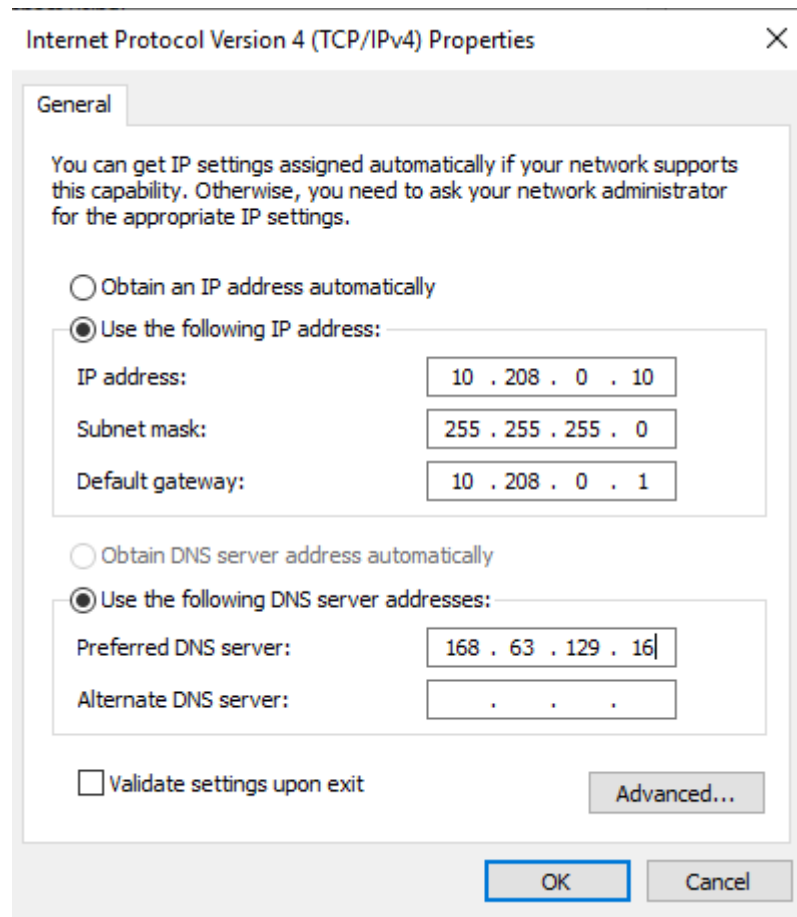 Internet Protocol Version 4 (TCP/IPv4) Properties
General
You can get IP settings assigned automatically if your network supports
this capability. Otherwise, you need to ask your network administrator
for the appropriate IP settings.
Obtain an IP address automatically
Use the following IP address:
IP address: 10 . 208 . 0 . 10
Subnet mask: 255 . 255 . 255 . 0
Default gateway: 10 . 208 . 0 . 1
Obtain DNS server address automatically
Use the following DNS server addresses:
Preferred DNS server: 168 . 63 . 129 . 16
Alternate DNS server: . . .
Validate settings upon exit
Advanced...
OK Cancel